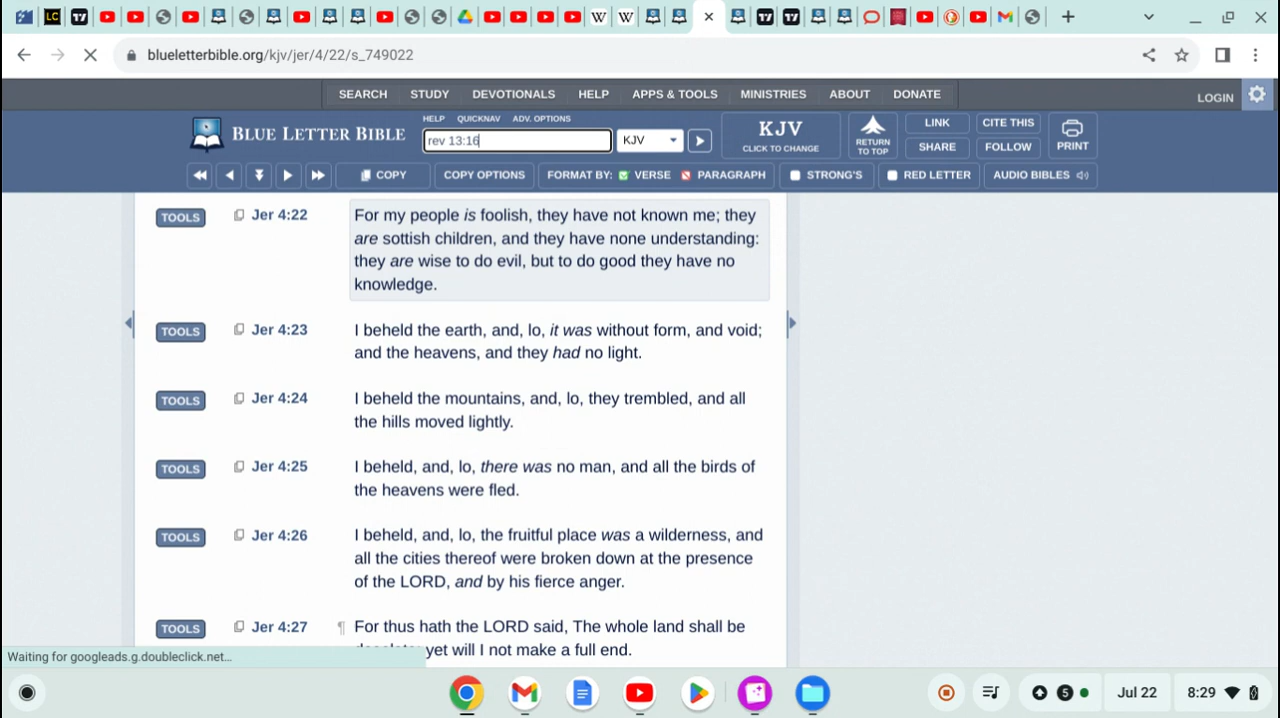 blueletterbible.org/kjv/jer/4/22/s_749022
SEARCH STUDY DEVOTIONALS HELP APPS & TOOLS MINISTRIES ABOUT DONATE LOGIN
HELP QUICKNAV ADV. OPTIONS
BLUE LETTER BIBLE
rev 13:16 KJV
KJV
CLICK TO CHANGE
RETURN
TO TOP
LINK CITE THIS
SHARE FOLLOW
PRINT
COPY COPY OPTIONS FORMAT BY: VERSE PARAGRAPH STRONG'S RED LETTER AUDIO BIBLES
TOOLS Jer 4:22 For my people is foolish, they have not known me; they
are sottish children, and they have none understanding:
they are wise to do evil, but to do good they have no
knowledge.
TOOLS Jer 4:23 I beheld the earth, and, lo, it was without form, and void;
and the heavens, and they had no light.
TOOLS Jer 4:24 I beheld the mountains, and, lo, they trembled, and all
the hills moved lightly.
TOOLS Jer 4:25 I beheld, and, lo, there was no man, and all the birds of
the heavens were fled.
TOOLS Jer 4:26 I beheld, and, lo, the fruitful place was a wilderness, and
all the cities thereof were broken down at the presence
of the LORD, and by his fierce anger.
TOOLS Jer 4:27 ¶ For thus hath the LORD said, The whole land shall be
yet will I not make a full end.
Waiting for googleads.g.doubleclick.net...
5 Jul 22 8:29